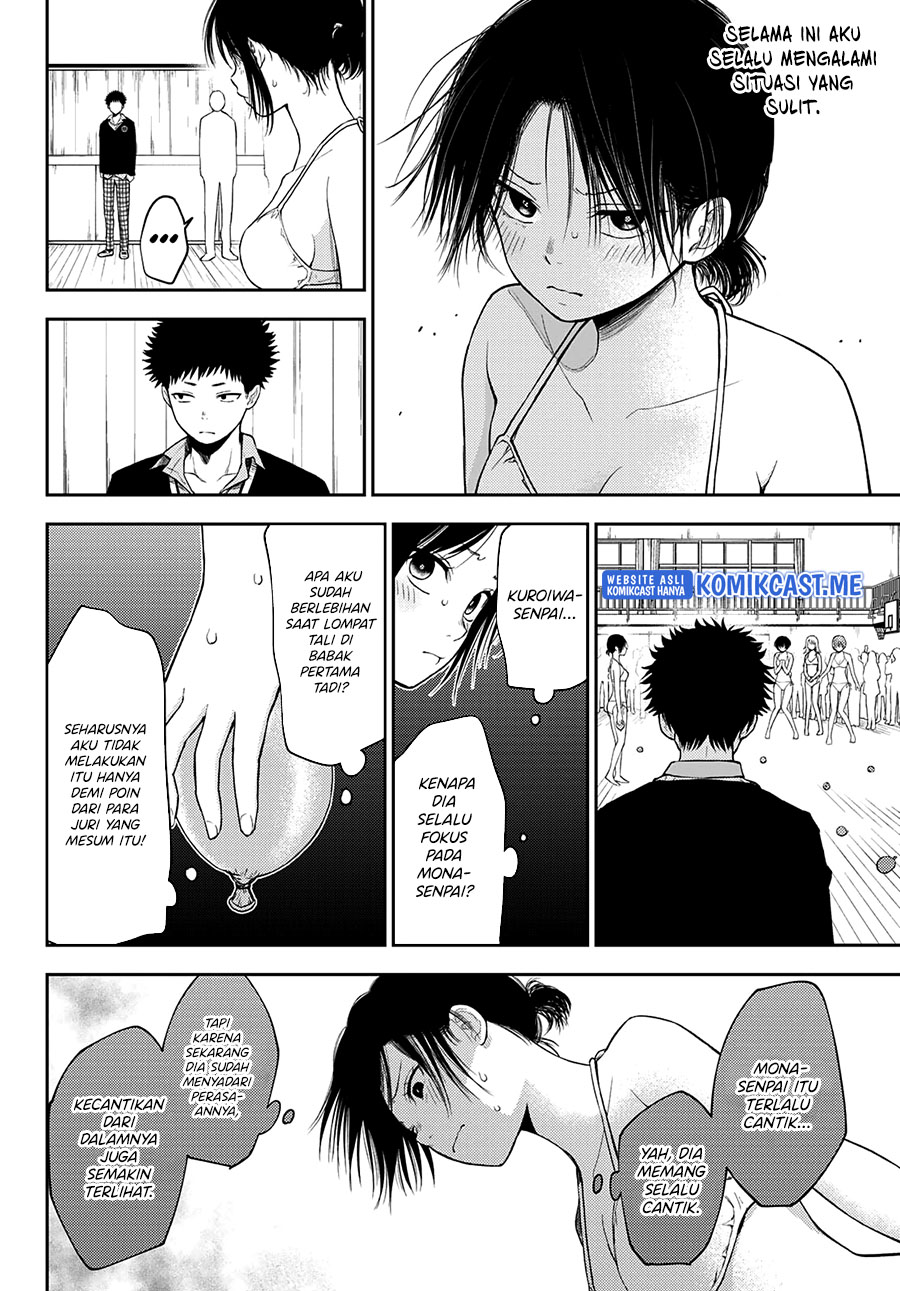 SELAMA INI AKU
SELALU MENGALAMI
SITUASI YANG
SULIT.
...
WEBSITE ASLI
KOMIKCAST HANYA
KOMIKCAST.ME
KUROIWA-
SENPAI...
KENAPA
DIA
SELALU
FOKUS
PADA
MONA-
SENPAI?
APA AKU
SUDAH
BERLEBIHAN
SAAT LOMPAT
TALI DI
BABAK
PERTAMA
TADI?
SEHARUSNYA
AKU TIDAK
MELAKUKAN
ITU HANYA
DEMI POIN
DARI PARA
JURI YANG
MESUM ITU!
MONA-
SENPAI ITU
TERLALU
CANTIK...
YAH, DIA
MEMANG
SELALU
CANTIK.
TAPI
KARENA
SEKARANG
DIA SUDAH
MENYADARI
PERASA-
ANNYA,
KECANTIKAN
DARI
DALAMNYA
JUGA
SEMAKIN
TERLIHAT.